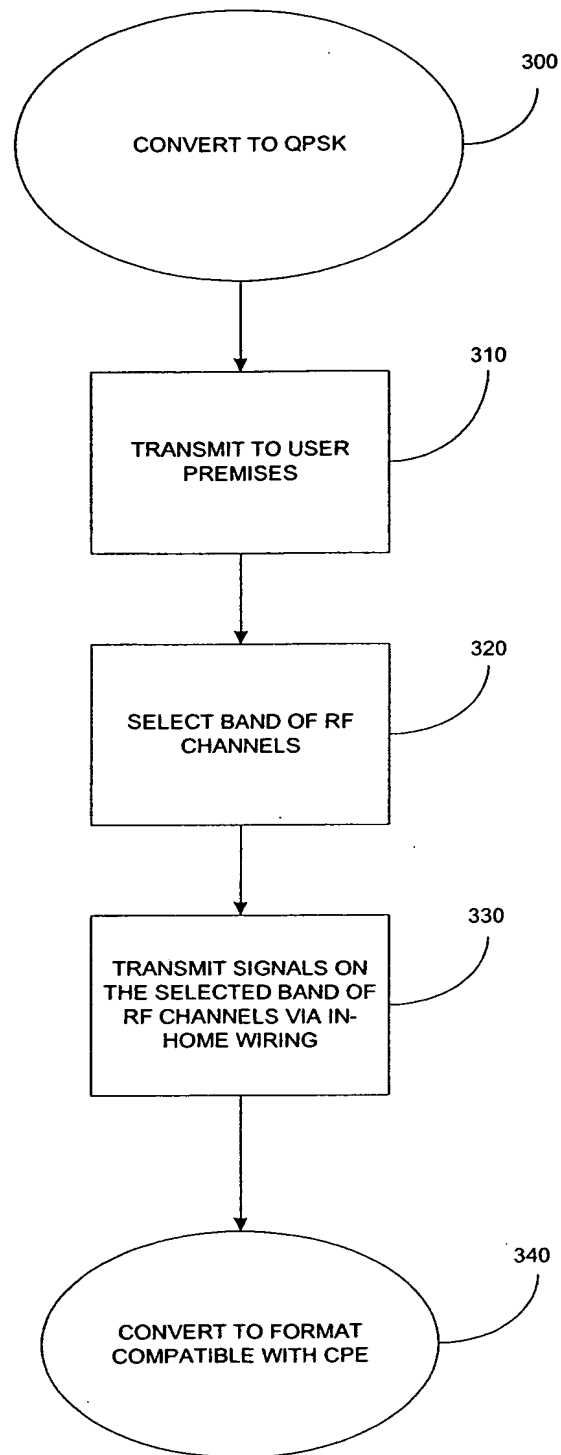 300
CONVERT TO QPSK
310
TRANSMIT TO USER
PREMISES
320
SELECT BAND OF RF
CHANNELS
330
TRANSMIT SIGNALS ON
THE SELECTED BAND OF
RF CHANNELS VIA IN-
HOME WIRING
340
CONVERT TO FORMAT
COMPATIBLE WITH CPE